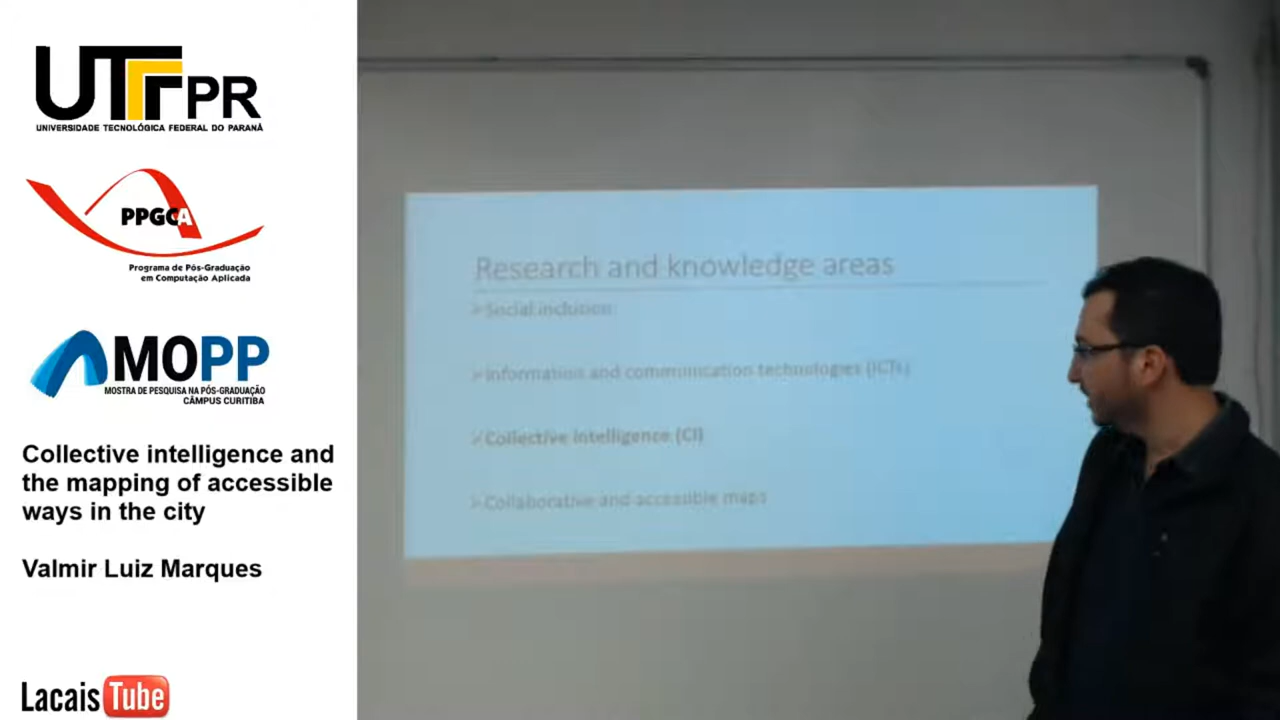 UTFPR
UNIVERSIDADE TECNOLÓGICA FEDERAL DO PARANÁ
PPGCA
Programa de Pós-Graduação
em Computação Aplicada
MOPP
MOSTRA DE PESQUISA NA PÓS-GRADUAÇÃO
CÂMPUS CURITIBA
Collective intelligence and
the mapping of accessible
ways in the city
Valmir Luiz Marques
LacaisTube
Research and knowledge areas
➢Social inclusion
➢Information and communication technologies (ICTs)
➢Collective Intelligence (CI)
➢Collaborative and accessible maps